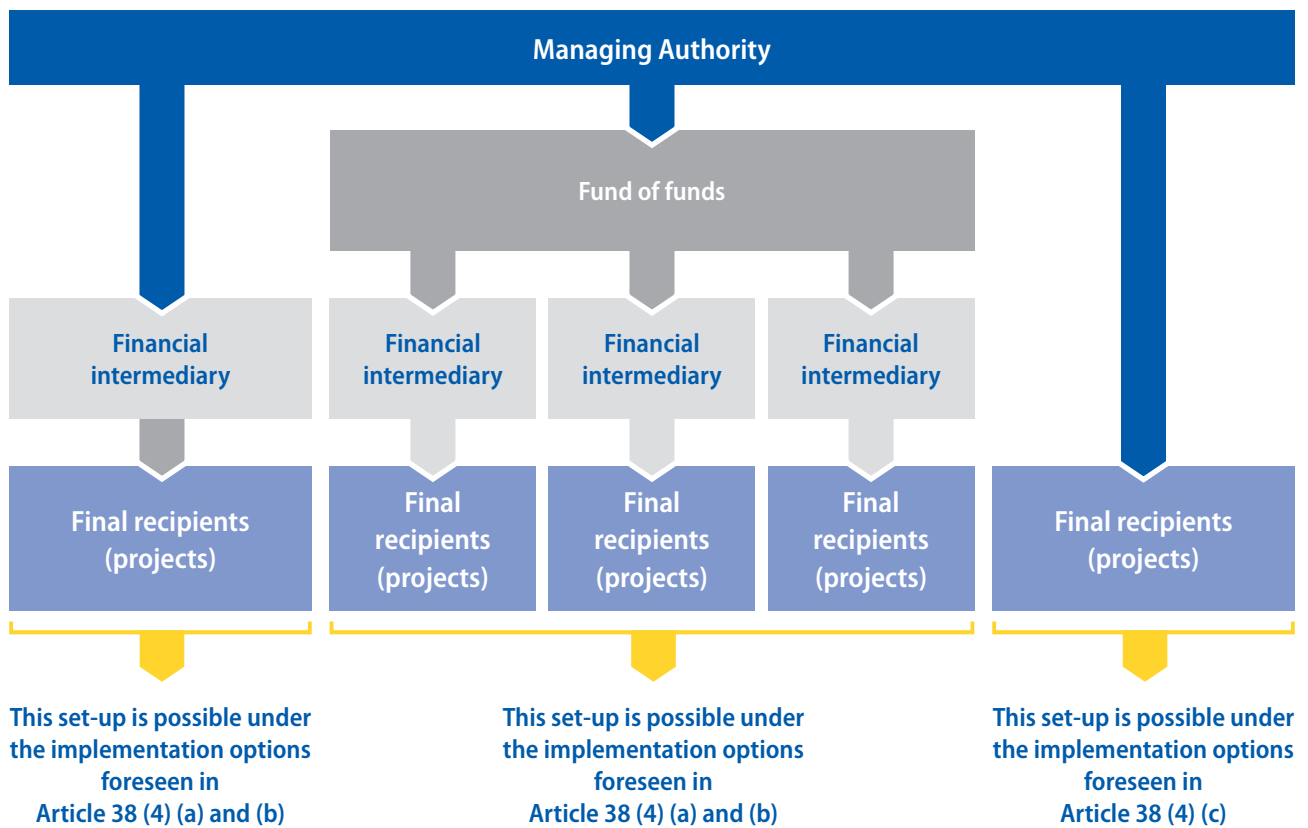 Managing Authority
Fund of funds
Financial
intermediary
Financial
intermediary
Financial
intermediary
Financial
intermediary
Final recipients
(projects)
Final
recipients
(projects)
Final
recipients
(projects)
Final
recipients
(projects)
Final recipients
(projects)
This set-up is possible under
the implementation options
foreseen in
Article 38 (4) (a) and (b)
This set-up is possible under
the implementation options
foreseen in
Article 38 (4) (a) and (b)
This set-up is possible under
the implementation options
foreseen in
Article 38 (4) (c)